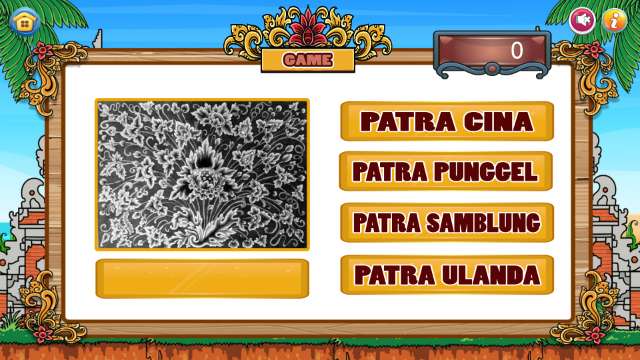 GAME
0
PATRA CINA
PATRA PUNGGEL
PATRA SAMBLUNG
PATRA ULANDA